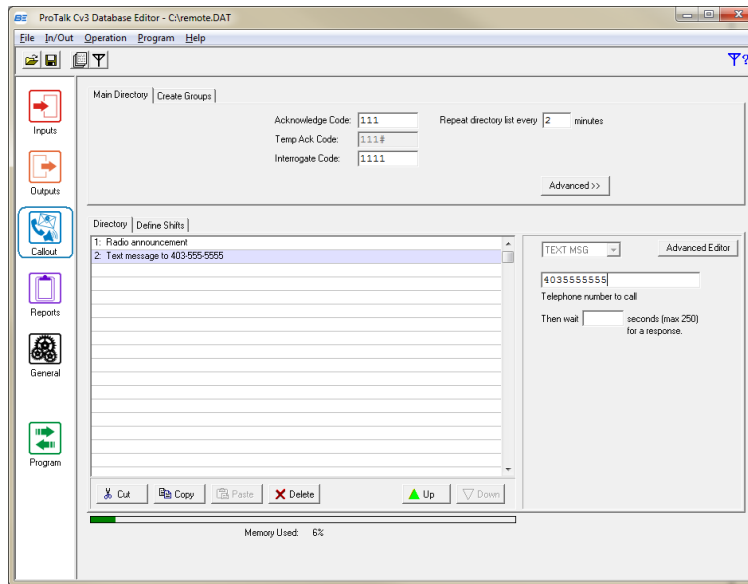 BE ProTalk Cv3 Database Editor - C:\remote.DAT
File In/Out Operation Program Help
?
Inputs
Outputs
Callout
Reports
General
Program
Main Directory Create Groups
Acknowledge Code: 111 Repeat directory list every 2 minutes
Temp Ack Code: 111#
Interrogate Code: 1111
Advanced >>
Directory Define Shifts
1: Radio announcement
2: Text message to 403-555-5555
Cut Copy Paste Delete Up Down
TEXT MSG Advanced Editor
4035555555
Telephone number to call
Then wait seconds (max 250)
for a response.
Memory Used: 6%